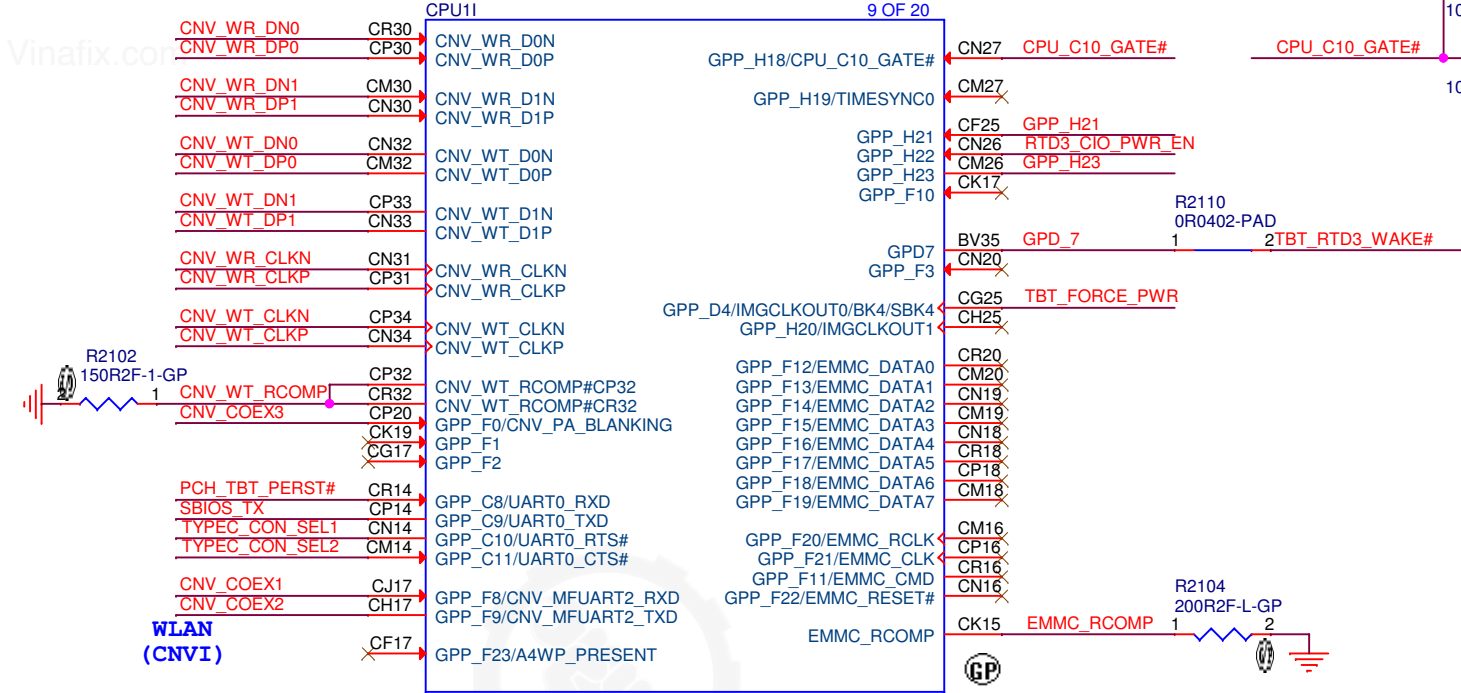 CPU1I
9 OF 20
Vinafix.com
CNV_WR_DN0 CR30 CNV_WR_D0N
CNV_WR_DP0 CP30 CNV_WR_D0P
CNV_WR_DN1 CM30 CNV_WR_D1N
CNV_WR_DP1 CN30 CNV_WR_D1P
CNV_WT_DN0 CN32 CNV_WT_D0N
CNV_WT_DP0 CM32 CNV_WT_D0P
CNV_WT_DN1 CP33 CNV_WT_D1N
CNV_WT_DP1 CN33 CNV_WT_D1P
CNV_WR_CLKN CN31 CNV_WR_CLKN
CNV_WR_CLKP CP31 CNV_WR_CLKP
CNV_WT_CLKN CP34 CNV_WT_CLKN
CNV_WT_CLKP CN34 CNV_WT_CLKP
R2102
150R2F-1-GP
CP32 CNV_WT_RCOMP#CP32
2 1 CNV_WT_RCOMP CR32 CNV_WT_RCOMP#CR32
CNV_COEX3 CP20 GPP_F0/CNV_PA_BLANKING
CK19 GPP_F1
CG17 GPP_F2
PCH_TBT_PERST# CR14 GPP_C8/UART0_RXD
SBIOS_TX CP14 GPP_C9/UART0_TXD
TYPEC_CON_SEL1 CN14 GPP_C10/UART0_RTS#
TYPEC_CON_SEL2 CM14 GPP_C11/UART0_CTS#
CNV_COEX1 CJ17 GPP_F8/CNV_MFUART2_RXD
CNV_COEX2 CH17 GPP_F9/CNV_MFUART2_TXD
WLAN
(CNVI)
CF17 GPP_F23/A4WP_PRESENT
GPP_H18/CPU_C10_GATE# CN27 CPU_C10_GATE# CPU_C10_GATE#
10
10
GPP_H19/TIMESYNC0 CM27
GPP_H21 CF25 GPP_H21
GPP_H22 CN26 RTD3_CIO_PWR_EN
GPP_H23 CM26 GPP_H23
GPP_F10 CK17
R2110
0R0402-PAD
GPD7 BV35 GPD_7 1 2 TBT_RTD3_WAKE#
GPP_F3 CN20
GPP_D4/IMGCLKOUT0/BK4/SBK4 CG25 TBT_FORCE_PWR
GPP_H20/IMGCLKOUT1 CH25
GPP_F12/EMMC_DATA0 CR20
GPP_F13/EMMC_DATA1 CM20
GPP_F14/EMMC_DATA2 CN19
GPP_F15/EMMC_DATA3 CM19
GPP_F16/EMMC_DATA4 CN18
GPP_F17/EMMC_DATA5 CR18
GPP_F18/EMMC_DATA6 CP18
GPP_F19/EMMC_DATA7 CM18
GPP_F20/EMMC_RCLK CM16
GPP_F21/EMMC_CLK CP16
GPP_F11/EMMC_CMD CR16
GPP_F22/EMMC_RESET# CN16
R2104
200R2F-L-GP
EMMC_RCOMP CK15 EMMC_RCOMP 1 2
GP